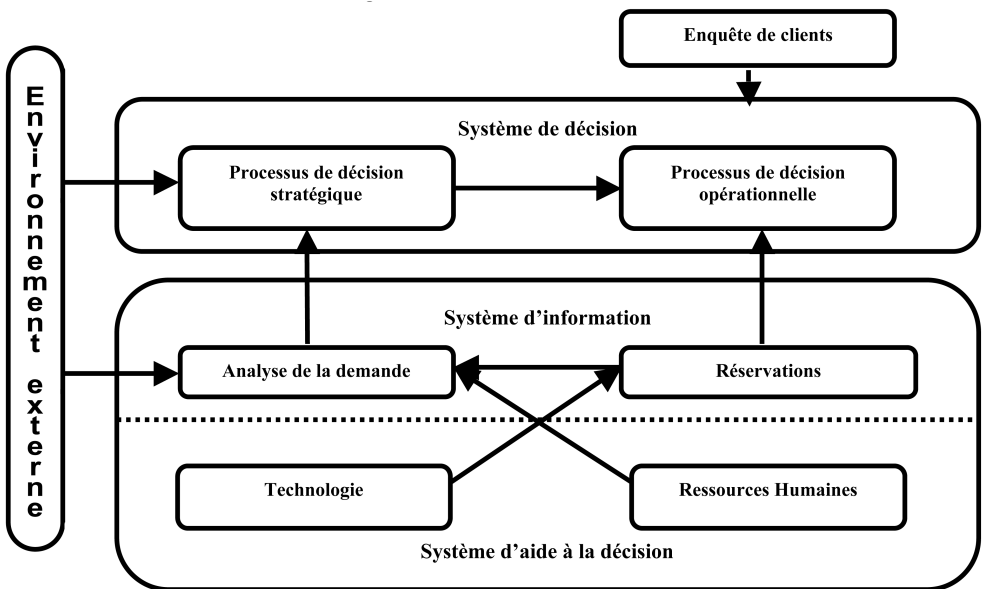 Enquête de clients
Environnement externe
Système de décision
Processus de décision
stratégique
Processus de décision
opérationnelle
Système d'information
Analyse de la demande
Réservations
Technologie
Ressources Humaines
Système d'aide à la décision